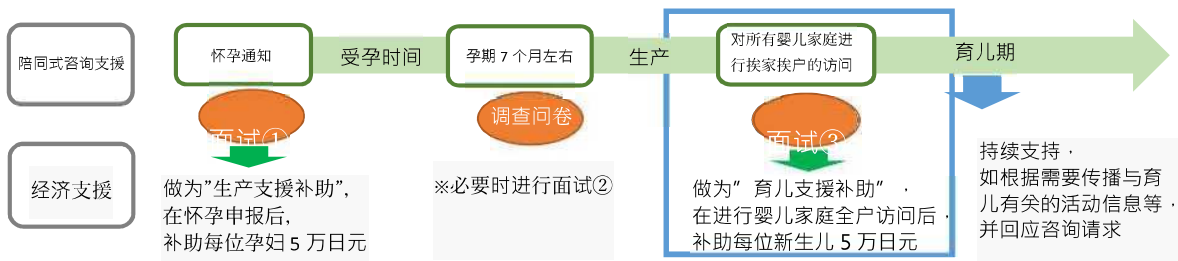 陪同式咨询支援
怀孕通知
受孕时间
孕期 7 个月左右
生产
对所有婴儿家庭进
行挨家挨户的访问
育儿期
面试①
调查问卷
面试③
经济支援
做为”生产支援补助”，
在怀孕申报后,
补助每位孕妇 5 万日元
※必要时进行面试②
做为” 育儿支援补助” ，
在进行婴儿家庭全户访问后，
补助每位新生儿 5 万日元
持续支持，
如根据需要传播与育
儿有尖的活动信息等，
并回应咨询请求